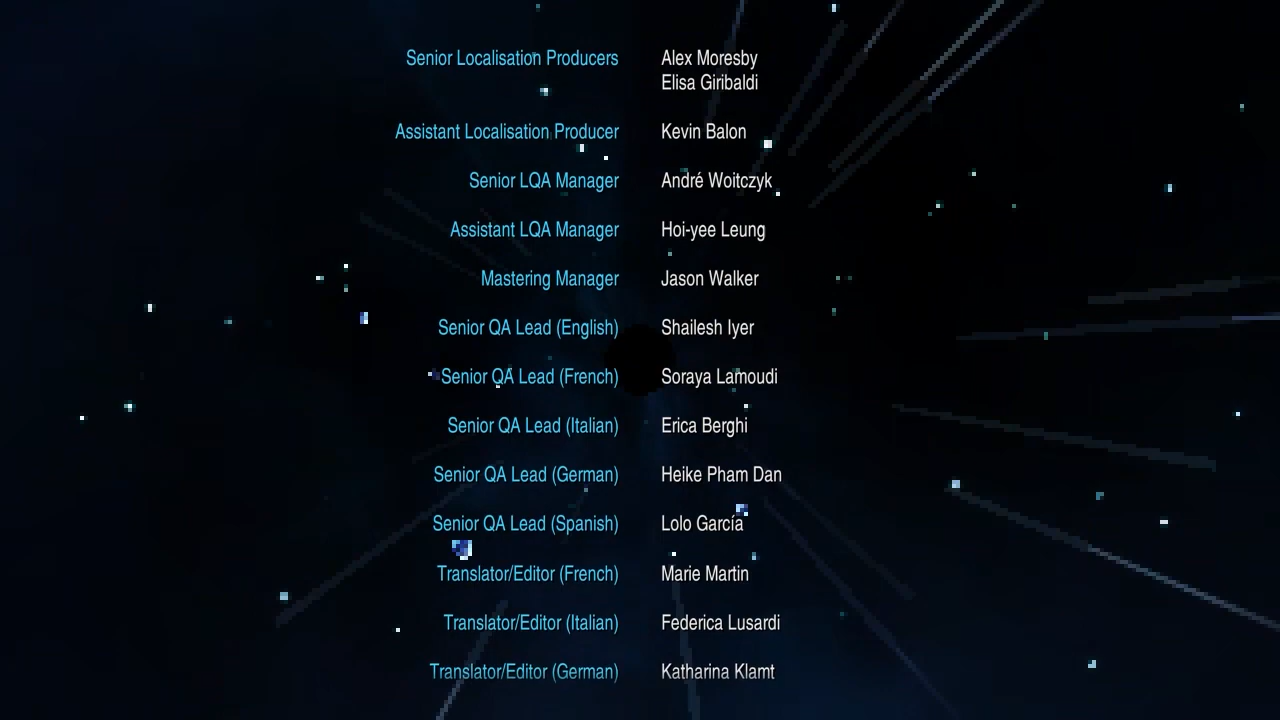 Senior Localisation Producers Alex Moresby
Elisa Giribaldi
Assistant Localisation Producer Kevin Balon
Senior LQA Manager André Woitczyk
Assistant LQA Manager Hoi-yee Leung
Mastering Manager Jason Walker
Senior QA Lead (English) Shailesh Iyer
Senior QA Lead (French) Soraya Lamoudi
Senior QA Lead (Italian) Erica Berghi
Senior QA Lead (German) Heike Pham Dan
Senior QA Lead (Spanish) Lolo García
Translator/Editor (French) Marie Martin
Translator/Editor (Italian) Federica Lusardi
Translator/Editor (German) Katharina Klamt